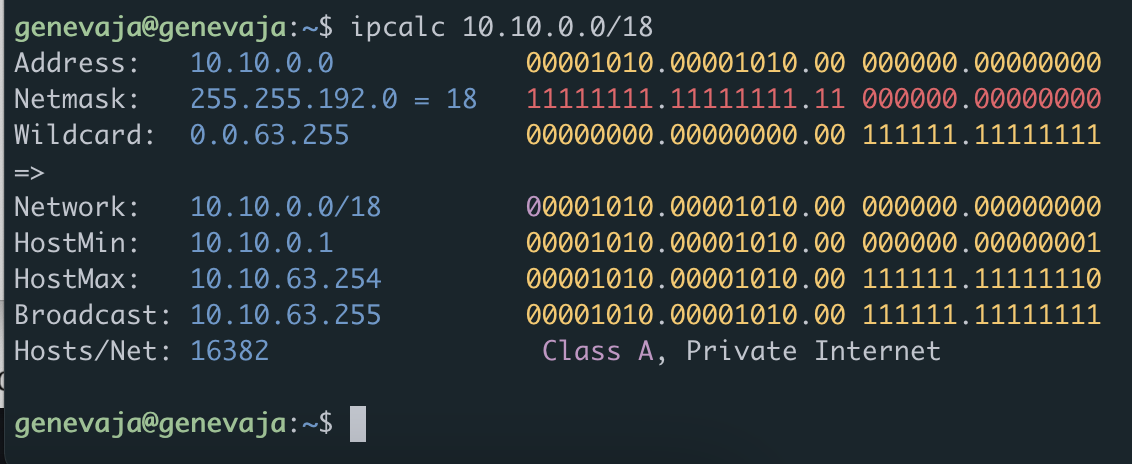 genevaja@genevaja:~$ ipcalc 10.10.0.0/18
Address:   10.10.0.0            00001010.00001010.00 000000.00000000
Netmask:   255.255.192.0 = 18   11111111.11111111.11 000000.00000000
Wildcard:  0.0.63.255           00000000.00000000.00 111111.11111111
=>
Network:   10.10.0.0/18         00001010.00001010.00 000000.00000000
HostMin:   10.10.0.1            00001010.00001010.00 000000.00000001
HostMax:   10.10.63.254         00001010.00001010.00 111111.11111110
Broadcast: 10.10.63.255         00001010.00001010.00 111111.11111111
Hosts/Net: 16382                 Class A, Private Internet
genevaja@genevaja:~$